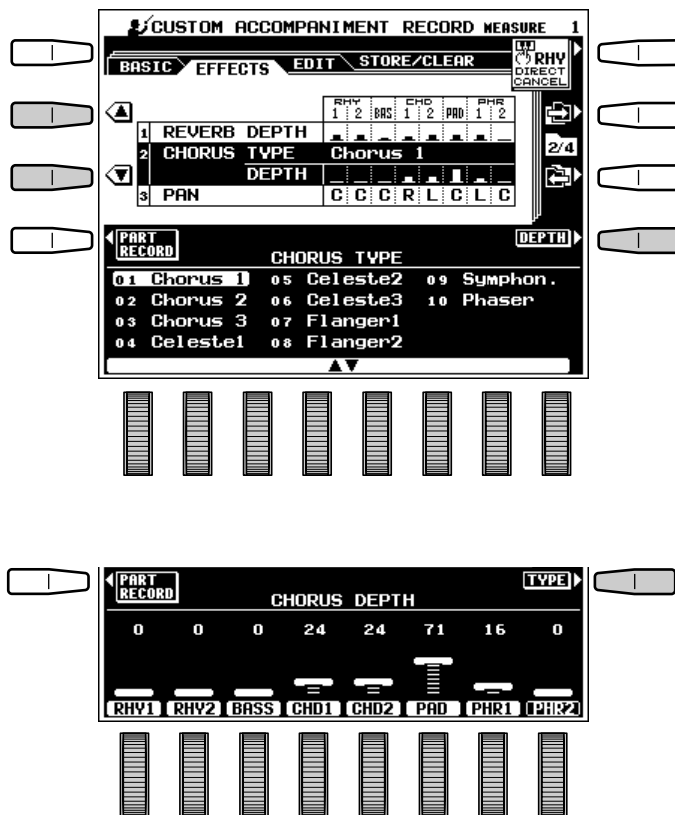 CUSTOM ACCOMPANIMENT RECORD MEASURE 1
BASIC EFFECTS EDIT STORE/CLEAR
RHY
DIRECT
CANCEL
RHY CHD PHR
1 2 BAS 1 2 PAD 1 2
1 REVERB DEPTH
2 CHORUS TYPE Chorus 1
2/4
DEPTH
3 PAN C C C R L C L C
PART
RECORD
DEPTH
CHORUS TYPE
01 Chorus 1 05 Celeste2 09 Symphon.
02 Chorus 2 06 Celeste3 10 Phaser
03 Chorus 3 07 Flanger1
04 Celeste1 08 Flanger2
▲▼
PART
RECORD
TYPE
CHORUS DEPTH
0 0 0 24 24 71 16 0
RHY1 RHY2 BASS CHD1 CHD2 PAD PHR1 PHR2